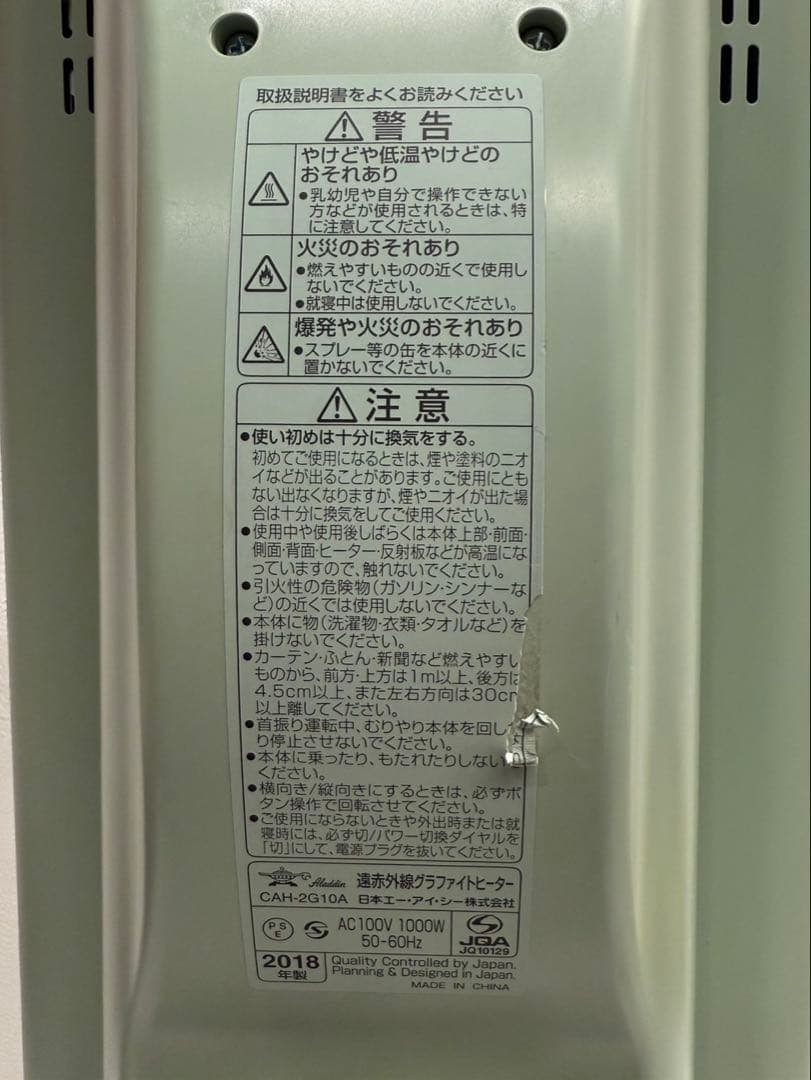 取扱説明書をよくお読みください
警告
やけどや低温やけどの
おそれあり
●乳幼児や自分で操作できない
方などが使用されるときは、特
に注意してください。
火災のおそれあり
●燃えやすいものの近くで使用し
ないでください。
●就寝中は使用しないでください。
爆発や火災のおそれあり
●スプレー等の缶を本体の近くに
置かないでください。
注意
●使い初めは十分に換気をする。
初めてご使用になるときは、煙や塗料のニオ
イなどが出ることがあります。ご使用にとも
ない出なくなりますが、煙やニオイが出た場
合は十分に換気をしてご使用ください。
●使用中や使用後しばらくは本体上部・前面・
側面・背面・ヒーター・反射板などが高温にな
っていますので、触れないでください。
●引火性の危険物(ガソリン・シンナーな
ど)の近くでは使用しないでください。
●本体に物(洗濯物・衣類・タオルなど)を
掛けないでください。
●カーテン・ふとん・新聞など燃えやすい
ものから、前方・上方は1m以上、後方は
4.5cm以上、また左右方向は30cm
以上離してください。
●首振り運転中、むりやり本体を回した
り停止させないでください。
●本体に乗ったり、もたれたりしない
ください。
●横向き/縦向きにするときは、必ずボ
タン操作で回転させてください。
●ご使用にならないときや外出時または就
寝時には、必ず切/パワー切換ダイヤルを
「切」にして、電源プラグを抜いてください。
Aladdin 遠赤外線グラファイトヒーター
CAH-2G10A 日本エー・アイ・シー株式会社
PSE AC100V 1000W
50-60Hz
JQA
JQ10129
2018
年製
Quality Controlled by Japan.
Planning & Designed in Japan.
MADE IN CHINA